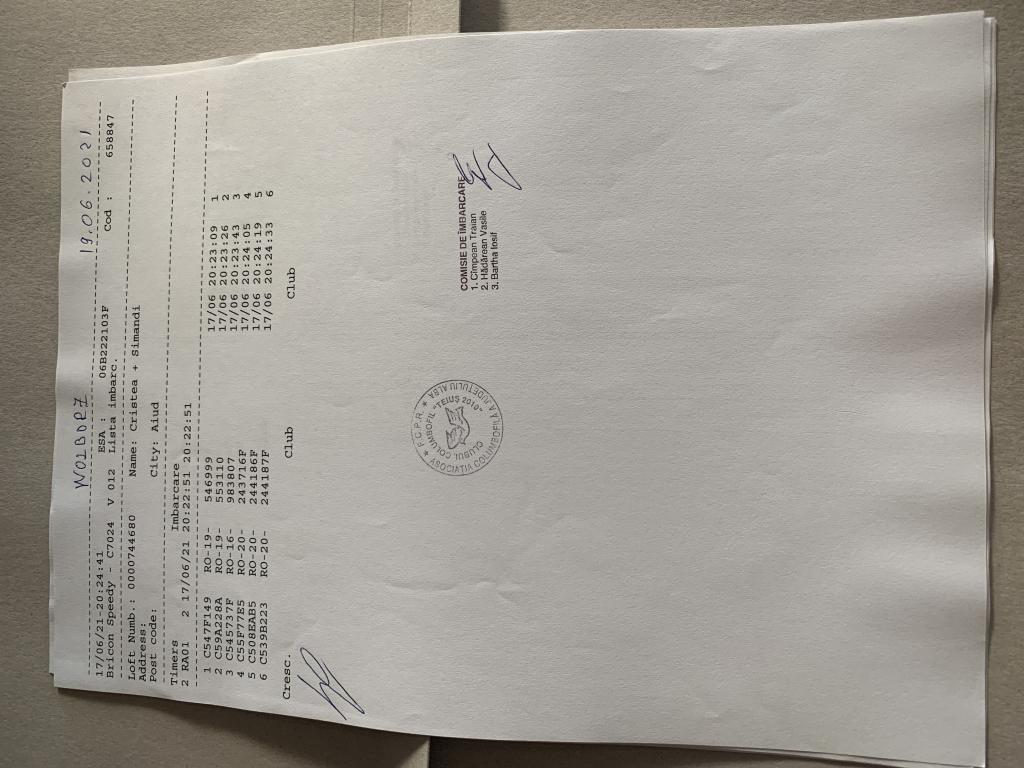 WOLBORZ 19.06.2021
17/06/21-20:24:41 ESA : 06B222103F
Bricon Speedy C7024 V 012 Lista imbarc. Cod : 658847
Loft Numb.: 0000744680 Name: Cristea + Simandi
Address:
Post code: City: Aiud
Timers Imbarcare
2 RA01 2 17/06/21 20:22:51 20:22:51
1 C547F149 RO-19- 546999 17/06 20:23:09 1
2 C59A228A RO-19- 553110 17/06 20:23:26 2
3 C545737F RO-16- 983807 17/06 20:23:43 3
4 C55F77E5 RO-20- 243716F 17/06 20:24:05 4
5 C508EAB5 RO-20- 244186F 17/06 20:24:19 5
6 C539B223 RO-20- 244187F 17/06 20:24:33 6
Cresc. Club Club
COMISIE DE ÎMBARCARE
1. Cîmpean Traian
2. Hădărean Vasile
3. Bartha Iosif
★ F.C.P.R. ★
ASOCIAȚIA COLUMBOFILĂ A JUDEȚULUI ALBA
CLUBUL COLUMBOFIL "TEIUȘ 2010"